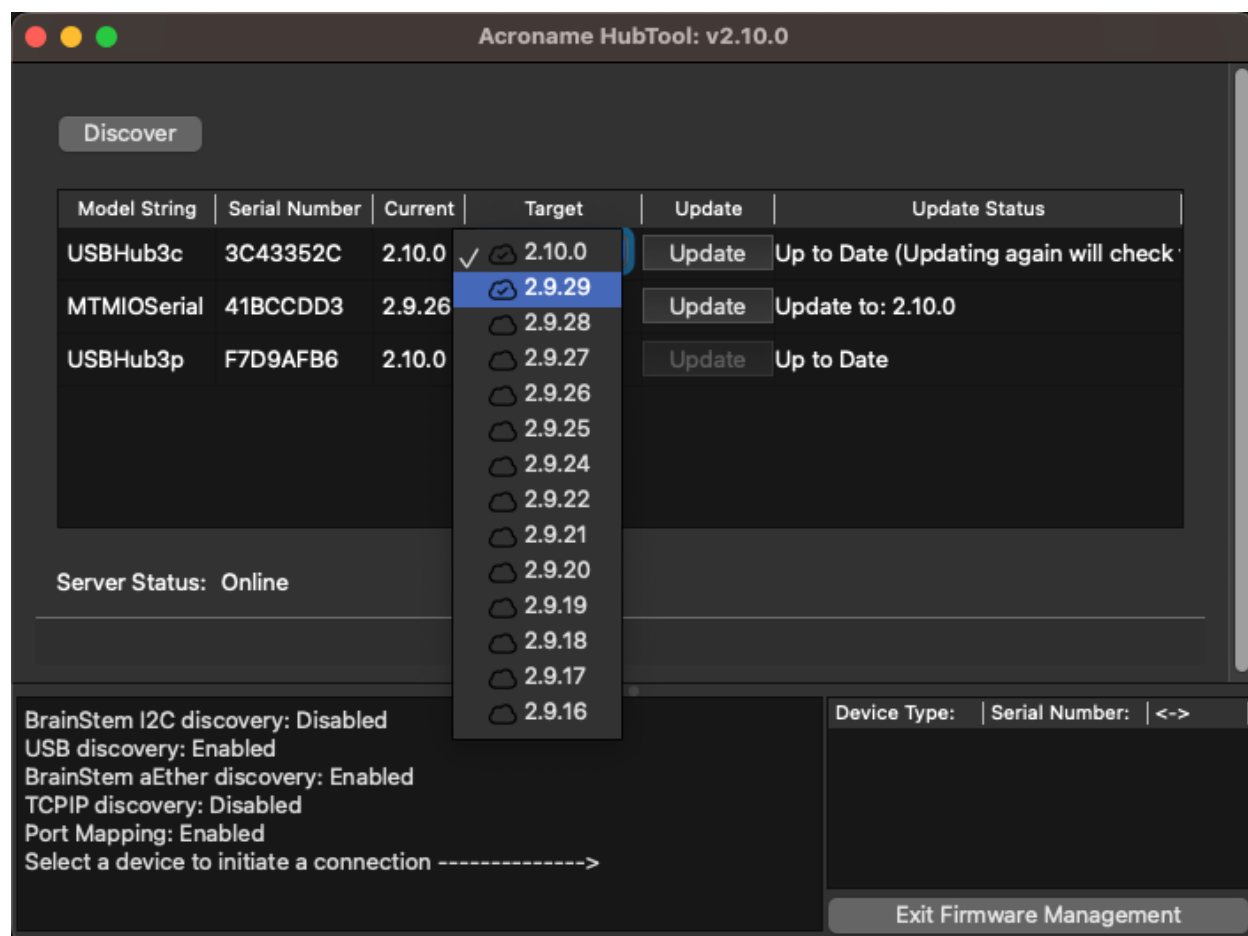 Acroname HubTool: v2.10.0
Discover
Model String Serial Number Current Target Update Update Status
USBHub3c 3C43352C 2.10.0 Update Up to Date (Updating again will check
MTMIOSerial 41BCCDD3 2.9.26 Update Update to: 2.10.0
USBHub3p F7D9AFB6 2.10.0 Update Up to Date
2.10.0
2.9.29
2.9.28
2.9.27
2.9.26
2.9.25
2.9.24
2.9.22
2.9.21
2.9.20
2.9.19
2.9.18
2.9.17
2.9.16
Server Status: Online
BrainStem I2C discovery: Disabled
USB discovery: Enabled
BrainStem aEther discovery: Enabled
TCPIP discovery: Disabled
Port Mapping: Enabled
Select a device to initiate a connection -------------->
Device Type: Serial Number: <->
Exit Firmware Management